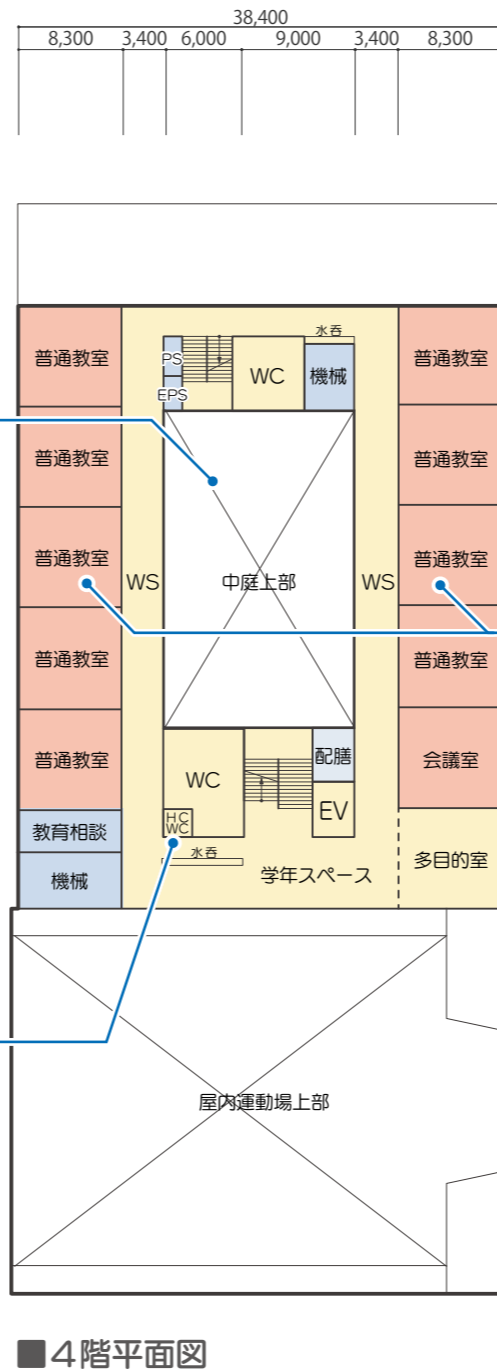 38,400
8,300 3,400 6,000 9,000 3,400 8,300
水呑
普通教室 PS WC 機械 普通教室
EPS
普通教室 普通教室
普通教室 WS 中庭上部 WS 普通教室
普通教室 普通教室
普通教室 WC 配膳 会議室
HC
WC
EV
教育相談 水呑 学年スペース 多目的室
機械
屋内運動場上部
■4階平面図